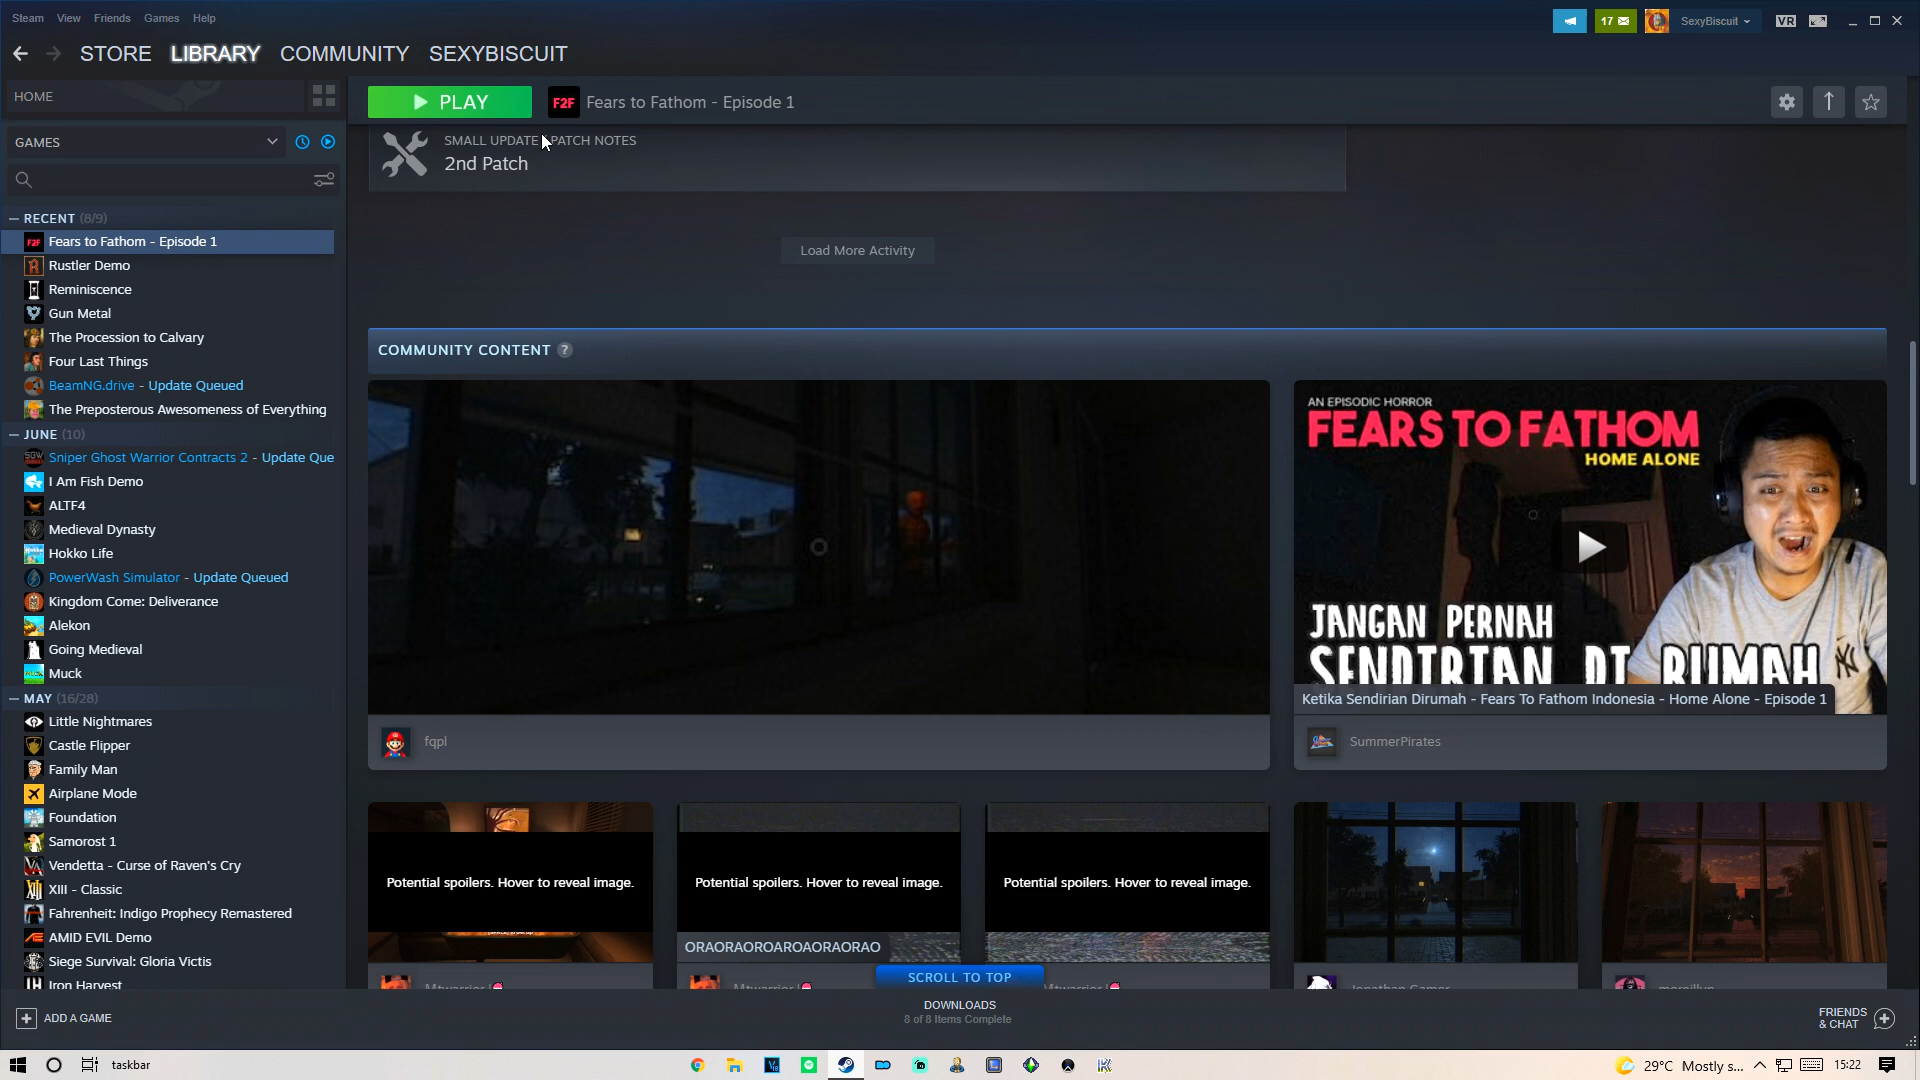 Steam View Friends Games Help
17
SexyBiscuit
VR
STORE LIBRARY COMMUNITY SEXYBISCUIT
HOME
PLAY
F2F
Fears to Fathom - Episode 1
GAMES
SMALL UPDATE / PATCH NOTES
2nd Patch
Load More Activity
RECENT (8/9)
F2F Fears to Fathom - Episode 1
Rustler Demo
Reminiscence
Gun Metal
The Procession to Calvary
Four Last Things
BeamNG.drive - Update Queued
The Preposterous Awesomeness of Everything
JUNE (10)
SGW Sniper Ghost Warrior Contracts 2 - Update Que
I Am Fish Demo
ALTF4
Medieval Dynasty
Hokko Life
PowerWash Simulator - Update Queued
Kingdom Come: Deliverance
Alekon
Going Medieval
Muck
MAY (16/28)
Little Nightmares
Castle Flipper
Family Man
Airplane Mode
Foundation
Samorost 1
Vendetta - Curse of Raven's Cry
XIII - Classic
Fahrenheit: Indigo Prophecy Remastered
AMID EVIL Demo
Siege Survival: Gloria Victis
Iron Harvest
COMMUNITY CONTENT ?
AN EPISODIC HORROR
FEARS TO FATHOM
HOME ALONE
JANGAN PERNAH
SENDIRIAN DI RUMAH
Ketika Sendirian Dirumah - Fears To Fathom Indonesia - Home Alone - Episode 1
fqpl
SummerPirates
Potential spoilers. Hover to reveal image.
Potential spoilers. Hover to reveal image.
Potential spoilers. Hover to reveal image.
ORAORAOROAROAORAORAO
SCROLL TO TOP
ADD A GAME
DOWNLOADS
8 of 8 Items Complete
FRIENDS
& CHAT
taskbar
29°C Mostly s...
15:22